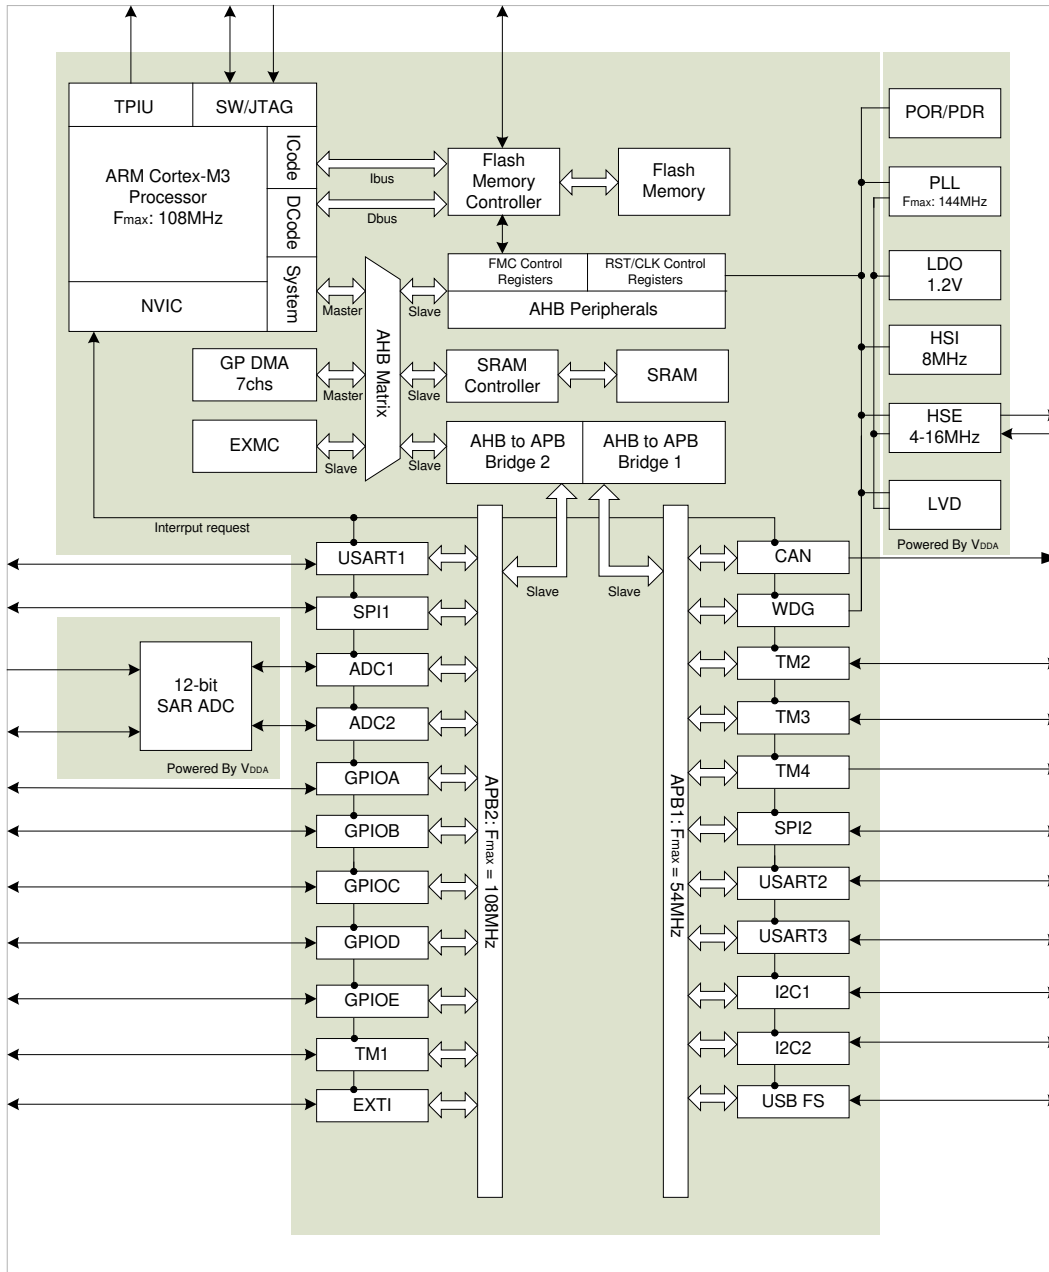 TPIU
SW/JTAG
ARM Cortex-M3
Processor
Fmax: 108MHz
ICode
DCode
System
NVIC
Ibus
Dbus
Flash
Memory
Controller
Flash
Memory
FMC Control
Registers
RST/CLK Control
Registers
AHB Peripherals
Master
Slave
AHB Matrix
GP DMA
7chs
Master
Slave
SRAM
Controller
SRAM
EXMC
Slave
Slave
AHB to APB
Bridge 2
AHB to APB
Bridge 1
POR/PDR
PLL
Fmax: 144MHz
LDO
1.2V
HSI
8MHz
HSE
4-16MHz
LVD
Powered By VDDA
Interrput request
Slave
Slave
USART1
SPI1
ADC1
ADC2
GPIOA
GPIOB
GPIOC
GPIOD
GPIOE
TM1
EXTI
12-bit
SAR ADC
Powered By VDDA
APB2: Fmax = 108MHz
APB1: Fmax = 54MHz
CAN
WDG
TM2
TM3
TM4
SPI2
USART2
USART3
I2C1
I2C2
USB FS